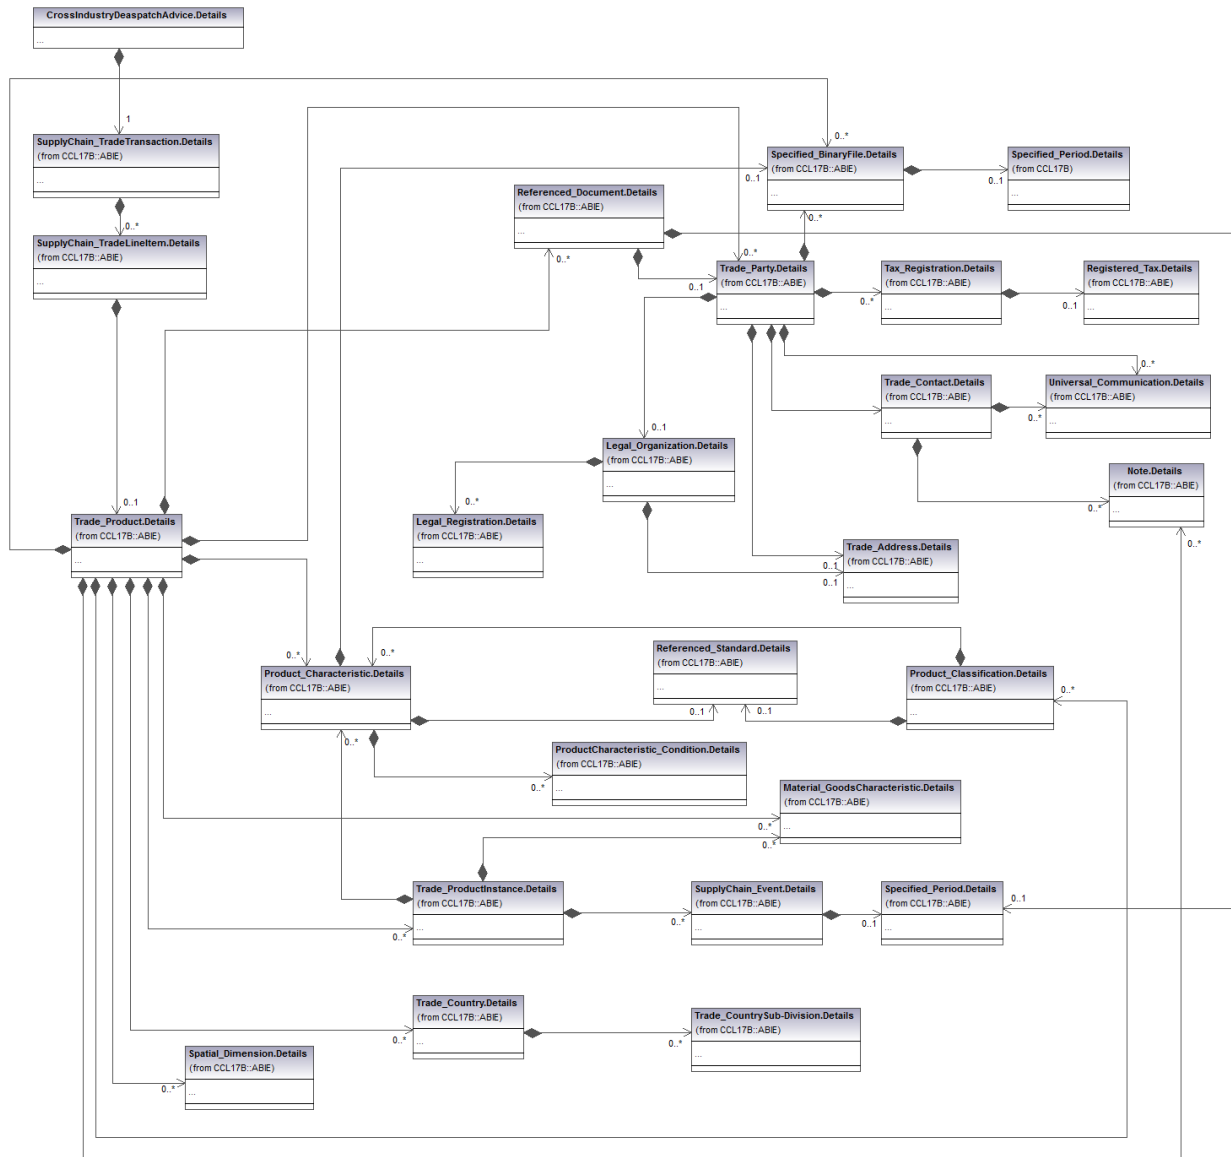 CrossIndustryDeaspatchAdvice.Details
...
1
SupplyChain_TradeTransaction.Details
(from CCL17B::ABIE)
...
0..*
SupplyChain_TradeLineItem.Details
(from CCL17B::ABIE)
...
0..*
Specified_BinaryFile.Details
(from CCL17B::ABIE)
...
0..1
0..*
Specified_Period.Details
(from CCL17B)
...
0..1
Referenced_Document.Details
(from CCL17B::ABIE)
...
0..*
0..*
Trade_Party.Details
(from CCL17B::ABIE)
...
0..1
Tax_Registration.Details
(from CCL17B::ABIE)
...
0..*
Registered_Tax.Details
(from CCL17B::ABIE)
...
0..1
0..*
Trade_Contact.Details
(from CCL17B::ABIE)
...
Universal_Communication.Details
(from CCL17B::ABIE)
...
0..*
0..1
Legal_Organization.Details
(from CCL17B::ABIE)
...
Note.Details
(from CCL17B::ABIE)
...
0..*
0..*
0..1
Trade_Product.Details
(from CCL17B::ABIE)
...
0..*
Legal_Registration.Details
(from CCL17B::ABIE)
...
Trade_Address.Details
(from CCL17B::ABIE)
...
0..1
0..1
0..*
0..*
Product_Characteristic.Details
(from CCL17B::ABIE)
...
0..*
Referenced_Standard.Details
(from CCL17B::ABIE)
...
0..1
0..1
Product_Classification.Details
(from CCL17B::ABIE)
...
0..*
ProductCharacteristic_Condition.Details
(from CCL17B::ABIE)
...
0..*
Material_GoodsCharacteristic.Details
(from CCL17B::ABIE)
...
0..*
0..*
Trade_ProductInstance.Details
(from CCL17B::ABIE)
...
0..*
SupplyChain_Event.Details
(from CCL17B::ABIE)
...
0..*
Specified_Period.Details
(from CCL17B::ABIE)
...
0..1
0..1
Trade_Country.Details
(from CCL17B::ABIE)
...
0..*
Trade_CountrySub-Division.Details
(from CCL17B::ABIE)
...
0..*
Spatial_Dimension.Details
(from CCL17B::ABIE)
...
0..*